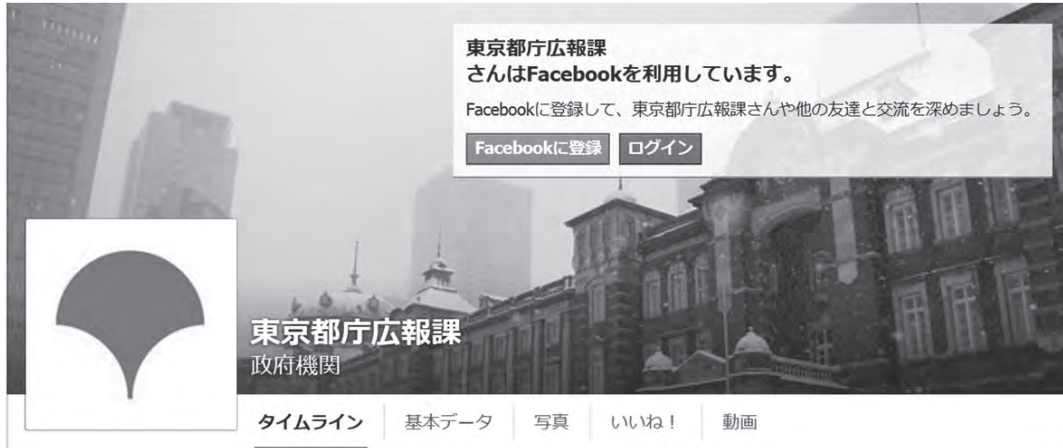 東京都庁広報課
さんはFacebookを利用しています。
Facebookに登録して、東京都庁広報課さんや他の友達と交流を深めましょう。
Facebookに登録 ログイン
東京都庁広報課
政府機関
タイムライン 基本データ 写真 いいね！ 動画